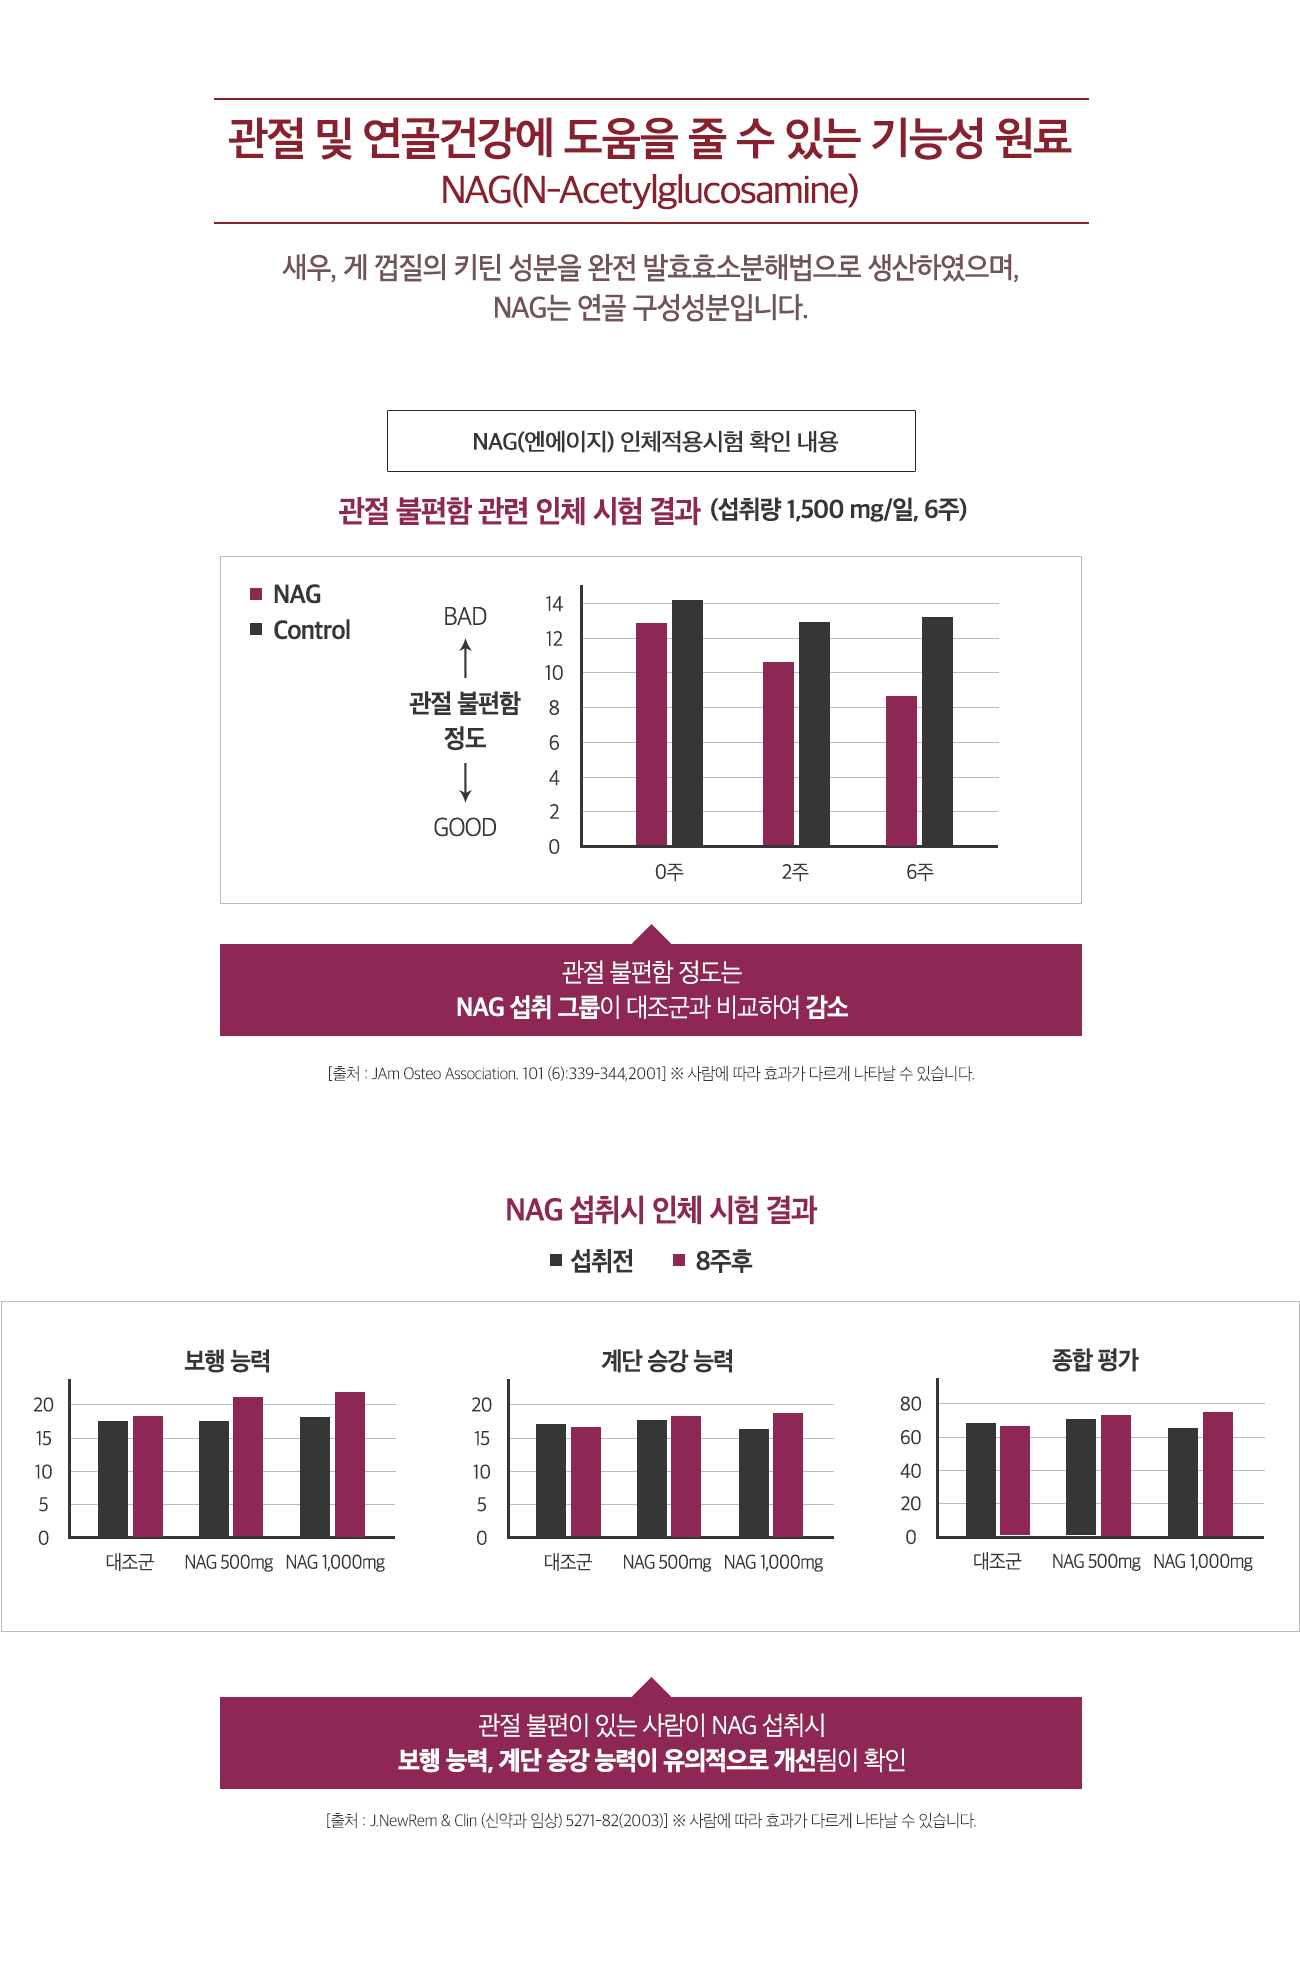 관절 및 연골건강에 도움을 줄 수 있는 기능성 원료
NAG(N-Acetylglucosamine)
새우, 게 껍질의 키틴 성분을 완전 발효효소분해법으로 생산하였으며,
NAG는 연골 구성성분입니다.
NAG(엔에이지) 인체적용시험 확인 내용
관절 불편함 관련 인체 시험 결과 (섭취량 1,500 mg/일, 6주)
NAG
Control
BAD
관절 불편함
정도
GOOD
14
12
10
8
6
4
2
0
0주 2주 6주
관절 불편함 정도는
NAG 섭취 그룹이 대조군과 비교하여 감소
[출처 : JAm Osteo Association. 101 (6):339-344,2001] ※ 사람에 따라 효과가 다르게 나타날 수 있습니다.
NAG 섭취시 인체 시험 결과
섭취전 8주후
보행 능력
20
15
10
5
0
대조군 NAG 500mg NAG 1,000mg
계단 승강 능력
20
15
10
5
0
대조군 NAG 500mg NAG 1,000mg
종합 평가
80
60
40
20
0
대조군 NAG 500mg NAG 1,000mg
관절 불편이 있는 사람이 NAG 섭취시
보행 능력, 계단 승강 능력이 유의적으로 개선됨이 확인
[출처 : J.NewRem & Clin (신약과 임상) 5271-82(2003)] ※ 사람에 따라 효과가 다르게 나타날 수 있습니다.